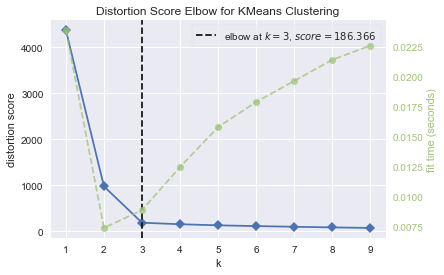 Distortion Score Elbow for KMeans Clustering
elbow at k = 3, score = 186.366
distortion score
4000
3000
2000
1000
0
1 2 3 4 5 6 7 8 9
k
0.0225
0.0200
0.0175
0.0150
0.0125
0.0100
0.0075
fit time (seconds)